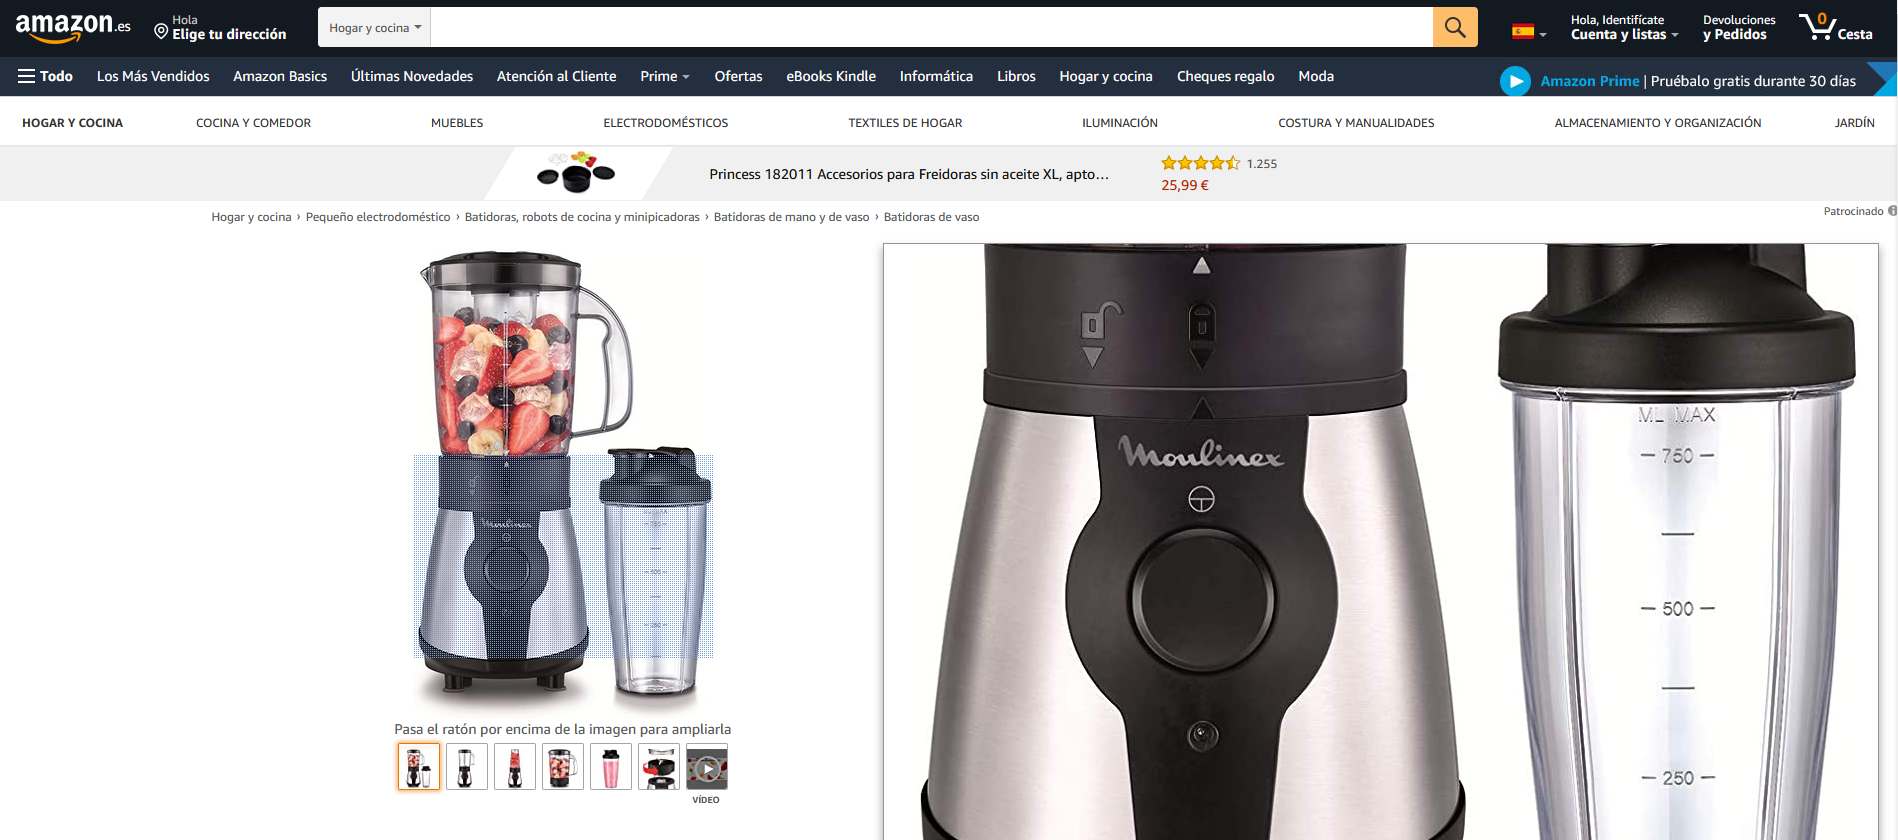 amazon.es
Hola
Elige tu dirección
Hogar y cocina
Hola, Identifícate
Cuenta y listas
Devoluciones
y Pedidos
0
Cesta
Todo
Los Más Vendidos
Amazon Basics
Últimas Novedades
Atención al Cliente
Prime
Ofertas
eBooks Kindle
Informática
Libros
Hogar y cocina
Cheques regalo
Moda
Amazon Prime | Pruébalo gratis durante 30 días
HOGAR Y COCINA
COCINA Y COMEDOR
MUEBLES
ELECTRODOMÉSTICOS
TEXTILES DE HOGAR
ILUMINACIÓN
COSTURA Y MANUALIDADES
ALMACENAMIENTO Y ORGANIZACIÓN
JARDÍN
Princess 182011 Accesorios para Freidoras sin aceite XL, apto...
1.255
25,99 €
Hogar y cocina › Pequeño electrodoméstico › Batidoras, robots de cocina y minipicadoras › Batidoras de mano y de vaso › Batidoras de vaso
Patrocinado
Moulinex
Pasa el ratón por encima de la imagen para ampliarla
VÍDEO
Moulinex
ML MAX
750
500
250